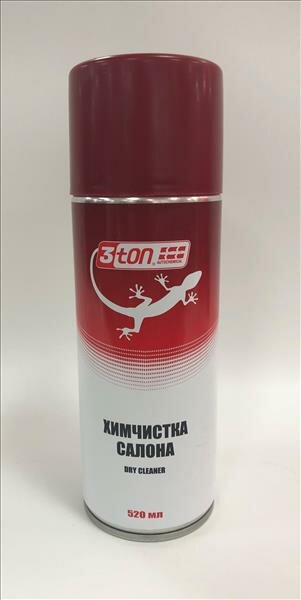 3ton
AUTOCHEMICAL
ХИМЧИСТКА
САЛОНА
DRY CLEANER
520 мл